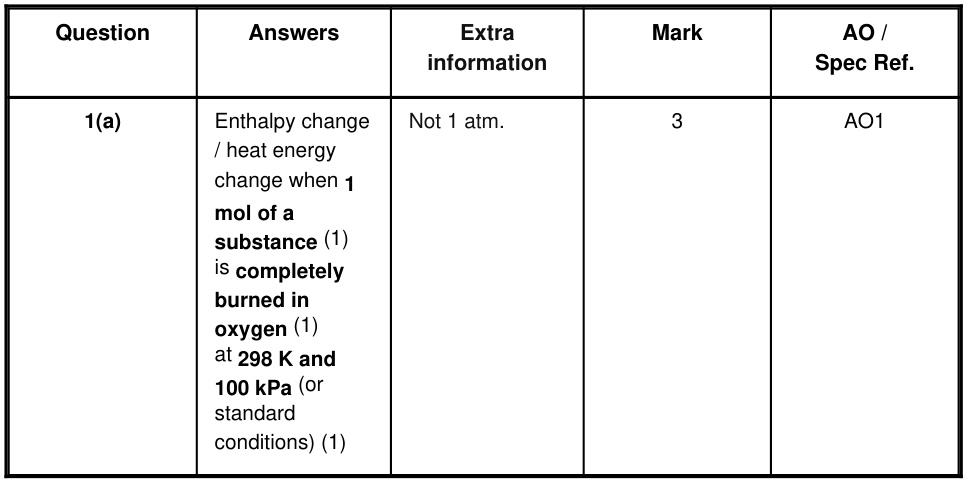 Question Answers Extra information Mark AO / Spec Ref.
1(a)
Enthalpy change
/ heat energy
change when 1
mol of a
substance (1)
is completely
burned in
oxygen (1)
at 298 K and
100 kPa (or
standard
conditions) (1)
Not 1 atm.
3
AO1